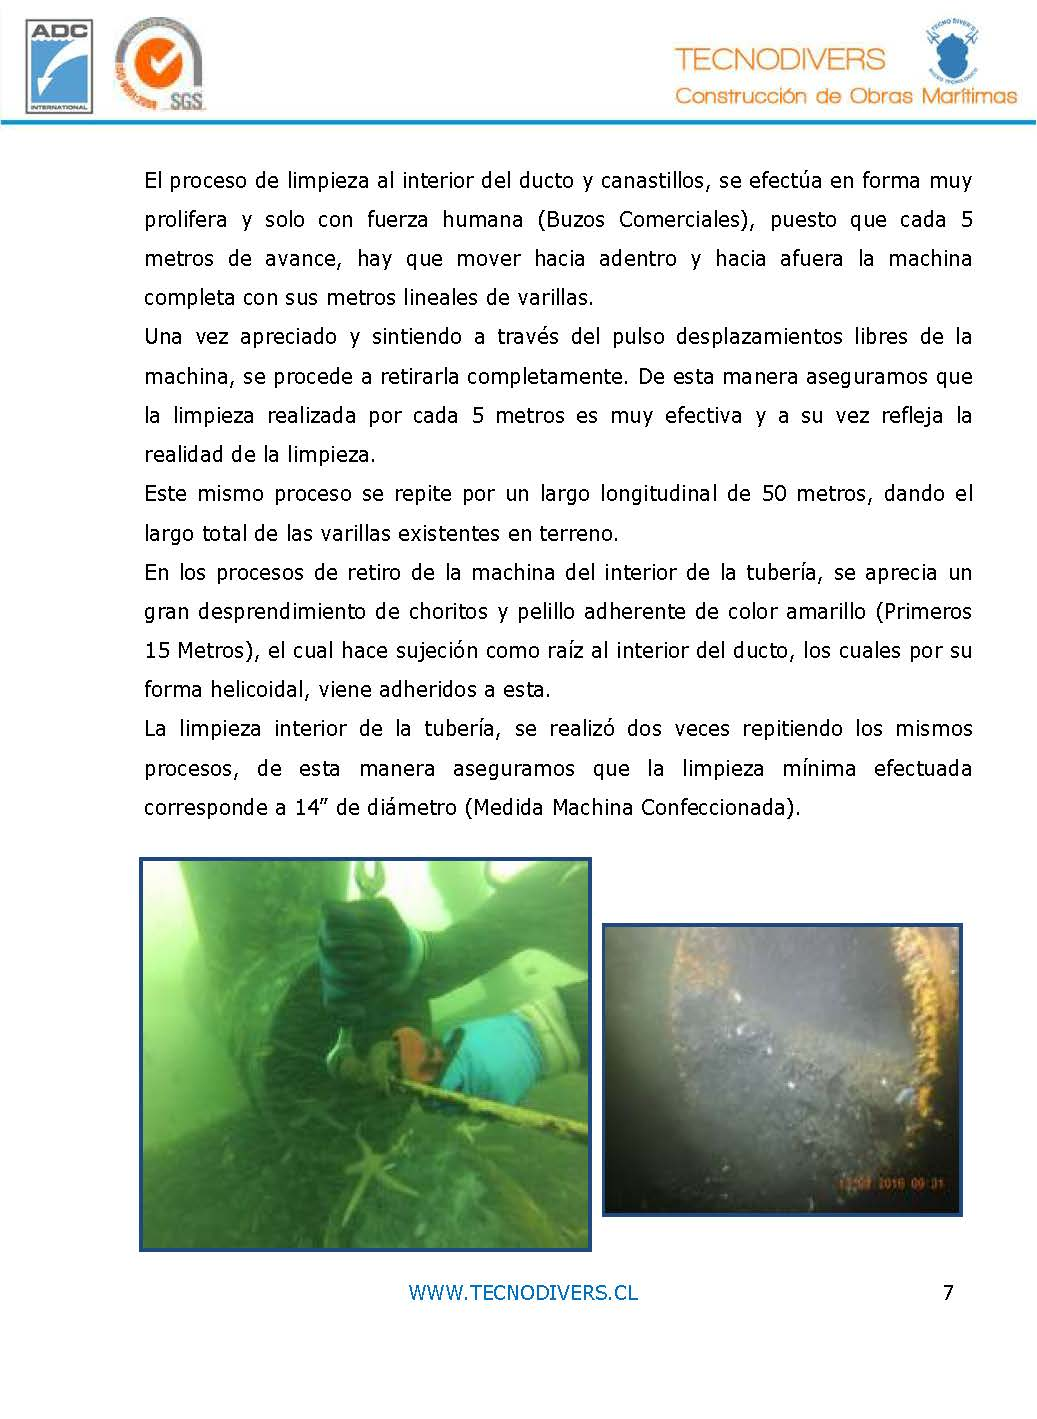 ADC
INTERNATIONAL
SGS
TECNODIVERS
Construcción de Obras Marítimas
El proceso de limpieza al interior del ducto y canastillos, se efectúa en forma muy
prolifera y solo con fuerza humana (Buzos Comerciales), puesto que cada 5
metros de avance, hay que mover hacia adentro y hacia afuera la machina
completa con sus metros lineales de varillas.
Una vez apreciado y sintiendo a través del pulso desplazamientos libres de la
machina, se procede a retirarla completamente. De esta manera aseguramos que
la limpieza realizada por cada 5 metros es muy efectiva y a su vez refleja la
realidad de la limpieza.
Este mismo proceso se repite por un largo longitudinal de 50 metros, dando el
largo total de las varillas existentes en terreno.
En los procesos de retiro de la machina del interior de la tubería, se aprecia un
gran desprendimiento de choritos y pelillo adherente de color amarillo (Primeros
15 Metros), el cual hace sujeción como raíz al interior del ducto, los cuales por su
forma helicoidal, viene adheridos a esta.
La limpieza interior de la tubería, se realizó dos veces repitiendo los mismos
procesos, de esta manera aseguramos que la limpieza mínima efectuada
corresponde a 14” de diámetro (Medida Machina Confeccionada).
2016 09:31
WWW.TECNODIVERS.CL 7